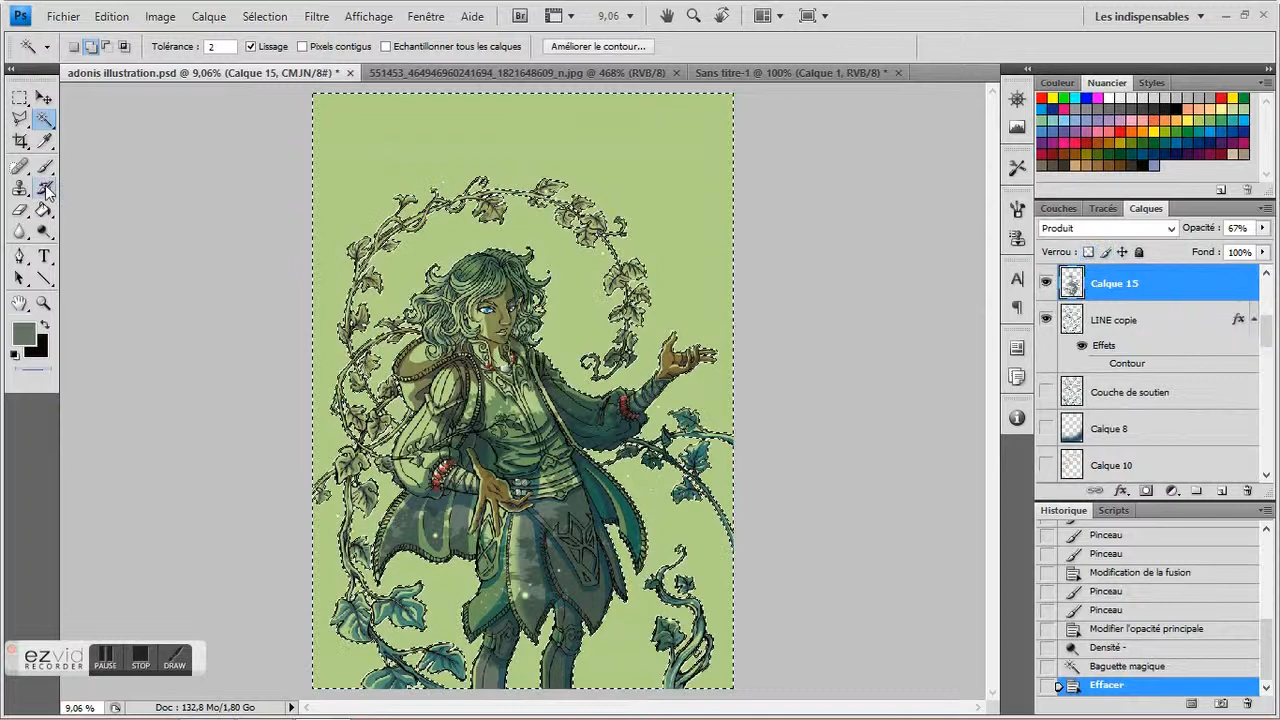 Ps Fichier Edition Image Calque Sélection Filtre Affichage Fenêtre Aide Br 9,06 Les indispensables
Tolérance : 2 Lissage Pixels contigus Echantillonner tous les calques Améliorer le contour...
adonis illustration.psd @ 9,06% (Calque 15, CMJN/8#) * 551453_464946960241694_1821648609_n.jpg @ 468% (RVB/8) Sans titre-1 @ 100% (Calque 1, RVB/8) *
Couleur Nuancier Styles
Couches Tracés Calques
Produit Opacité : 67%
Verrou : Fond : 100%
Calque 15
LINE copie fx
Effets
Contour
Couche de soutien
Calque 8
Calque 10
Historique Scripts
Pinceau
Pinceau
Modification de la fusion
Pinceau
Pinceau
Modifier l'opacité principale
Densité -
Baguette magique
Effacer
ezvid
RECORDER
PAUSE STOP DRAW
9,06 % Doc : 132,8 Mo/1,80 Go